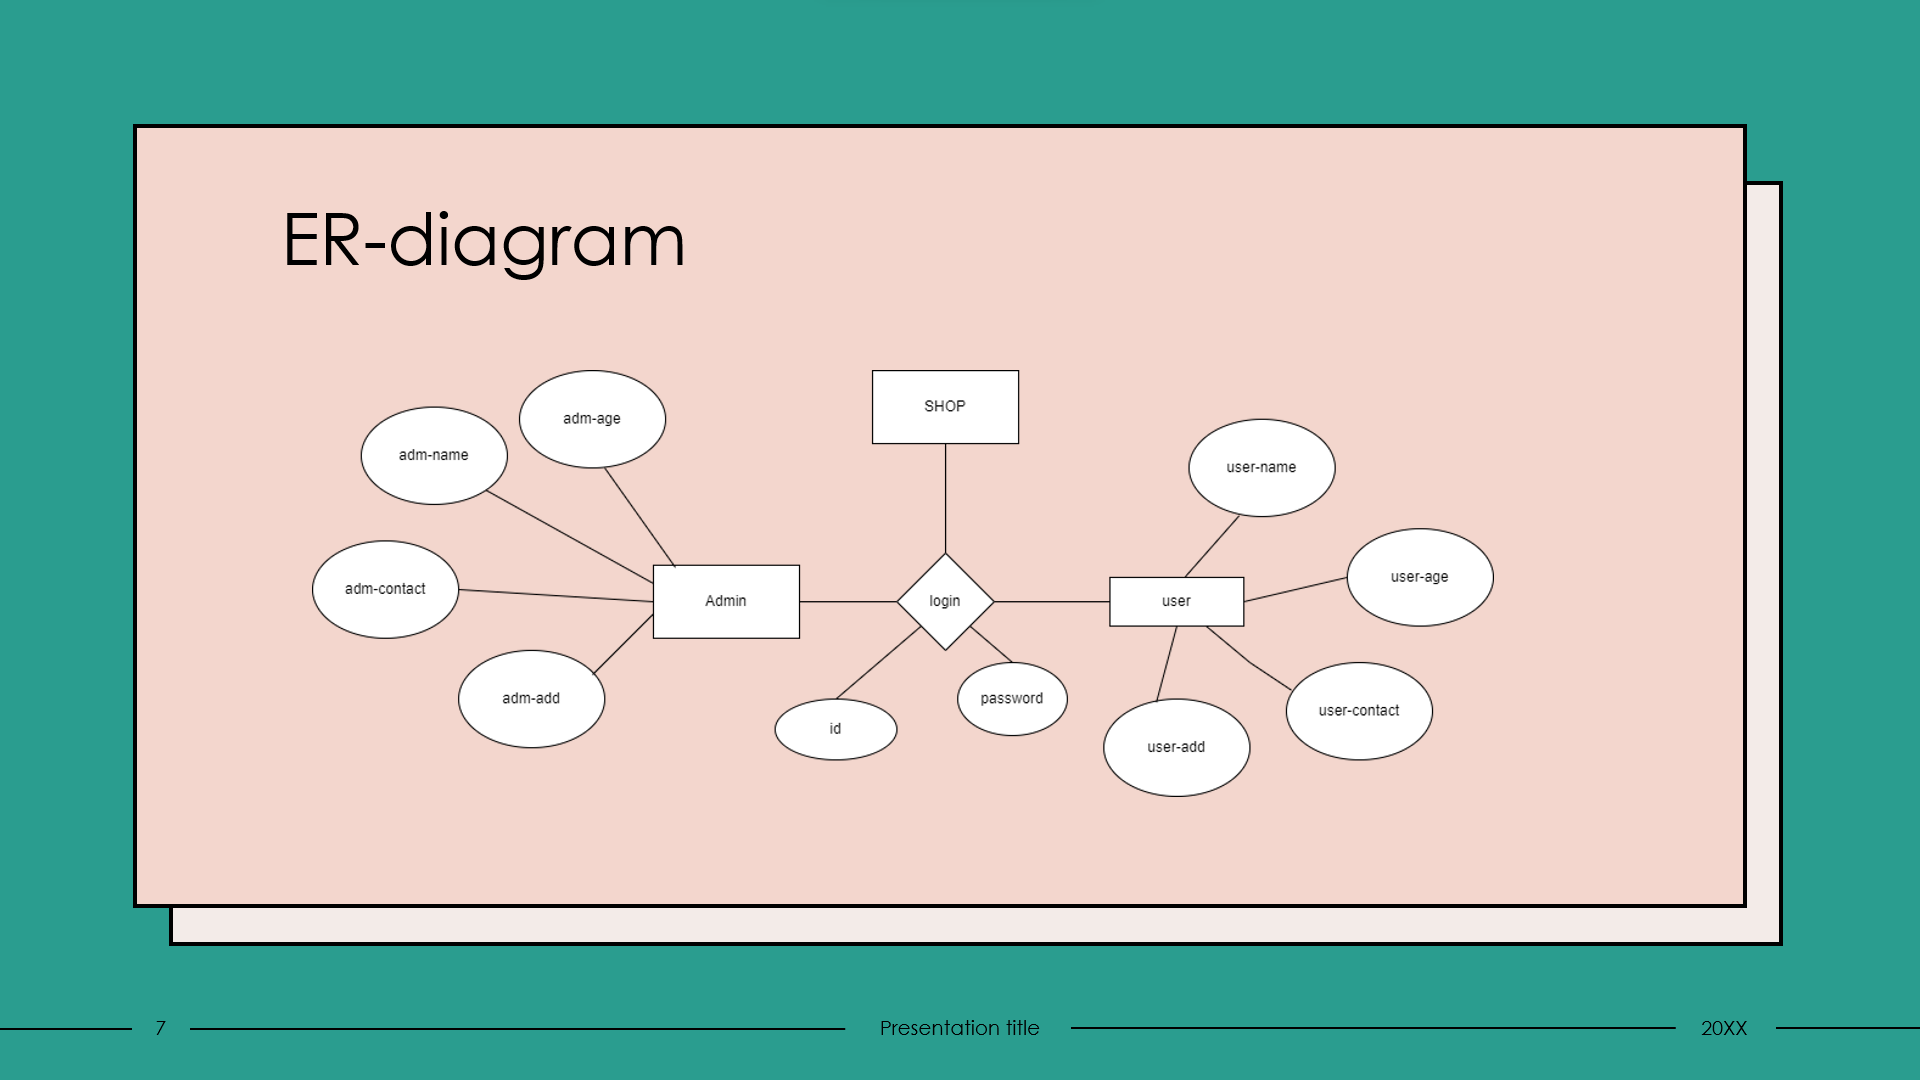 ER-diagram
adm-age
SHOP
adm-name
user-name
user-age
adm-contact
Admin
login
user
adm-add
password
user-contact
id
user-add
7
Presentation title
20XX